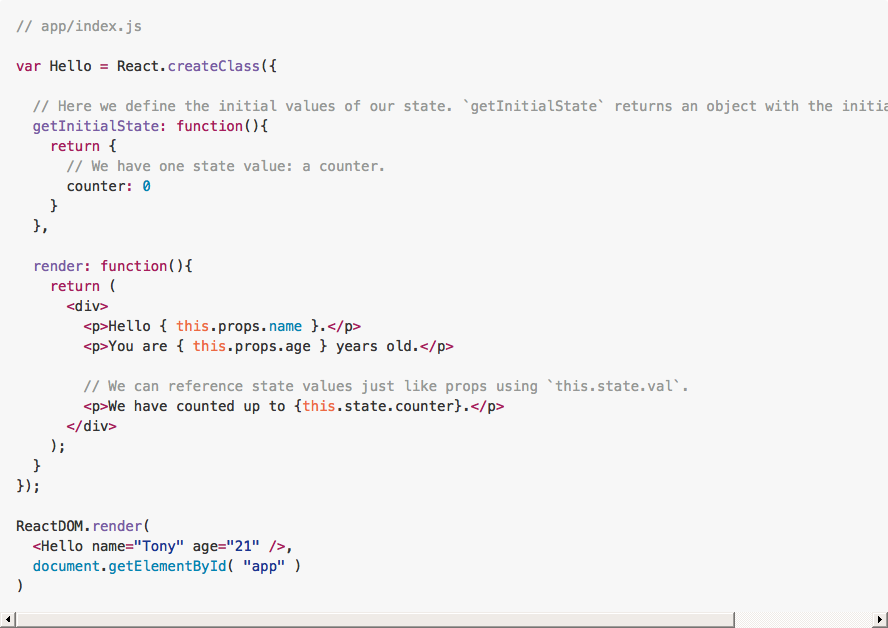 // app/index.js
var Hello = React.createClass({
// Here we define the initial values of our state. `getInitialState` returns an object with the
getInitialState: function(){
return {
// We have one state value: a counter.
counter: 0
}
},
render: function(){
return (
<div>
<p>Hello { this.props.name }.</p>
<p>You are { this.props.age } years old.</p>
// We can reference state values just like props using `this.state.val`.
<p>We have counted up to {this.state.counter}.</p>
</div>
);
}
});
ReactDOM.render(
<Hello name="Tony" age="21" />,
document.getElementById( "app" )
)